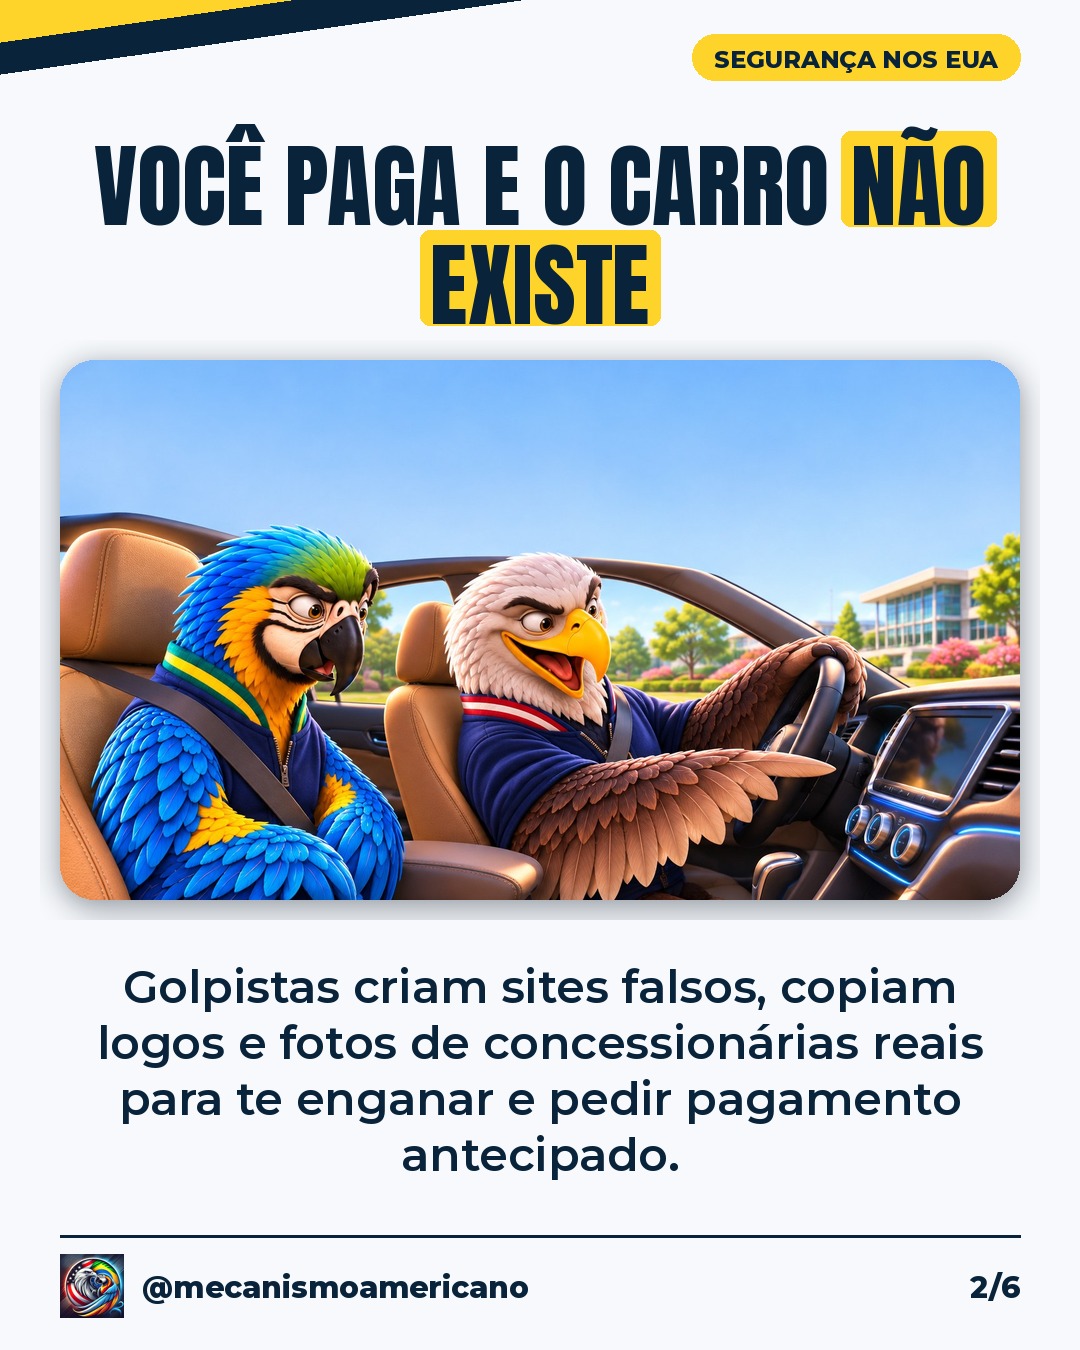 SEGURANÇA NOS EUA
VOCÊ PAGA E O CARRO NÃO
EXISTE
Golpistas criam sites falsos, copiam
logos e fotos de concessionárias reais
para te enganar e pedir pagamento
antecipado.
@mecanismoamericano
2/6